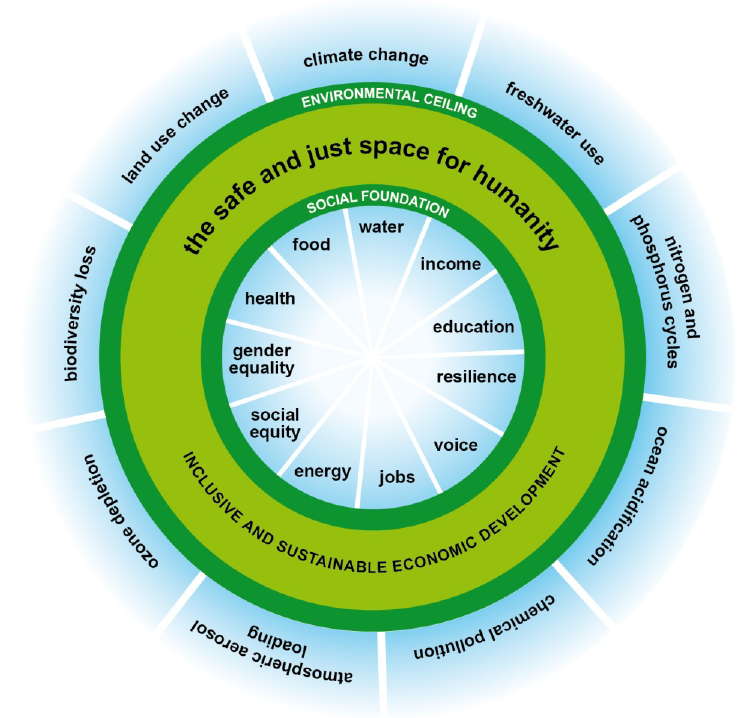 climate change
freshwater use
nitrogen and
phosphorus cycles
ocean acidification
chemical pollution
atmospheric aerosol
loading
ozone depletion
biodiversity loss
land use change
ENVIRONMENTAL CEILING
the safe and just space for humanity
SOCIAL FOUNDATION
water
income
education
resilience
voice
jobs
energy
social
equity
gender
equality
health
food
INCLUSIVE AND SUSTAINABLE ECONOMIC DEVELOPMENT